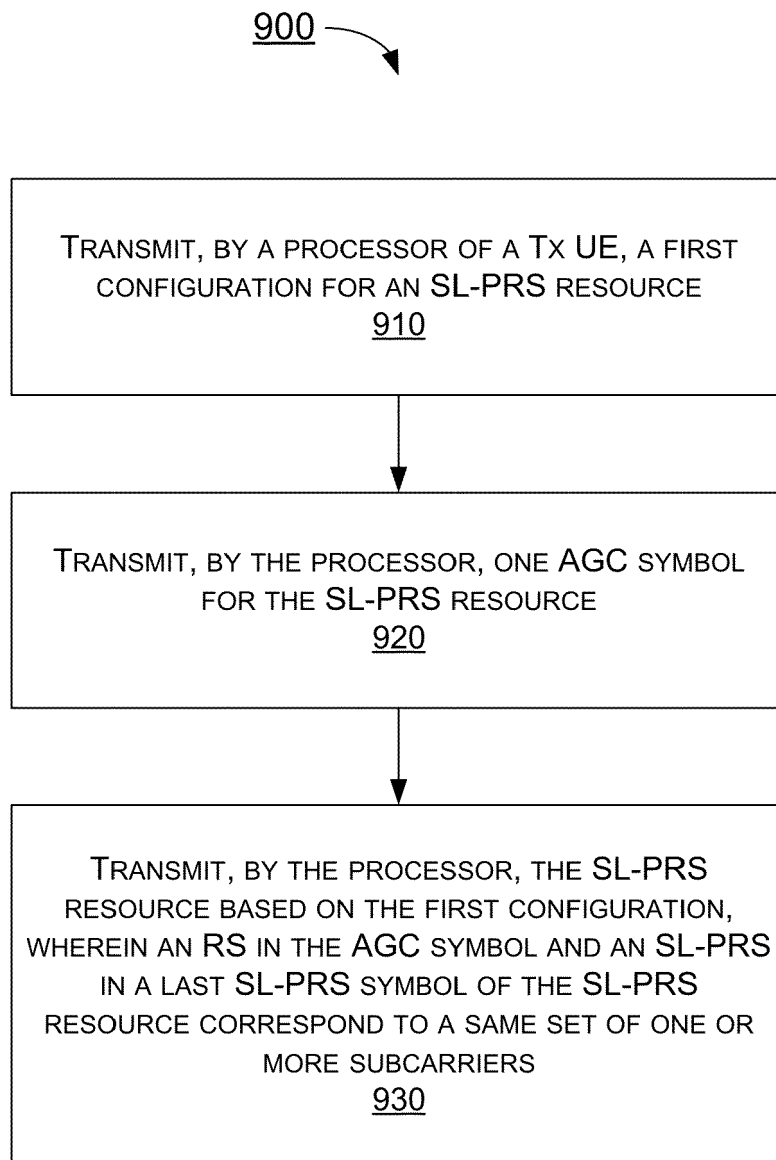 900
TRANSMIT, BY A PROCESSOR OF A TX UE, A FIRST
CONFIGURATION FOR AN SL-PRS RESOURCE
910
TRANSMIT, BY THE PROCESSOR, ONE AGC SYMBOL
FOR THE SL-PRS RESOURCE
920
TRANSMIT, BY THE PROCESSOR, THE SL-PRS
RESOURCE BASED ON THE FIRST CONFIGURATION,
WHEREIN AN RS IN THE AGC SYMBOL AND AN SL-PRS
IN A LAST SL-PRS SYMBOL OF THE SL-PRS
RESOURCE CORRESPOND TO A SAME SET OF ONE OR
MORE SUBCARRIERS
930